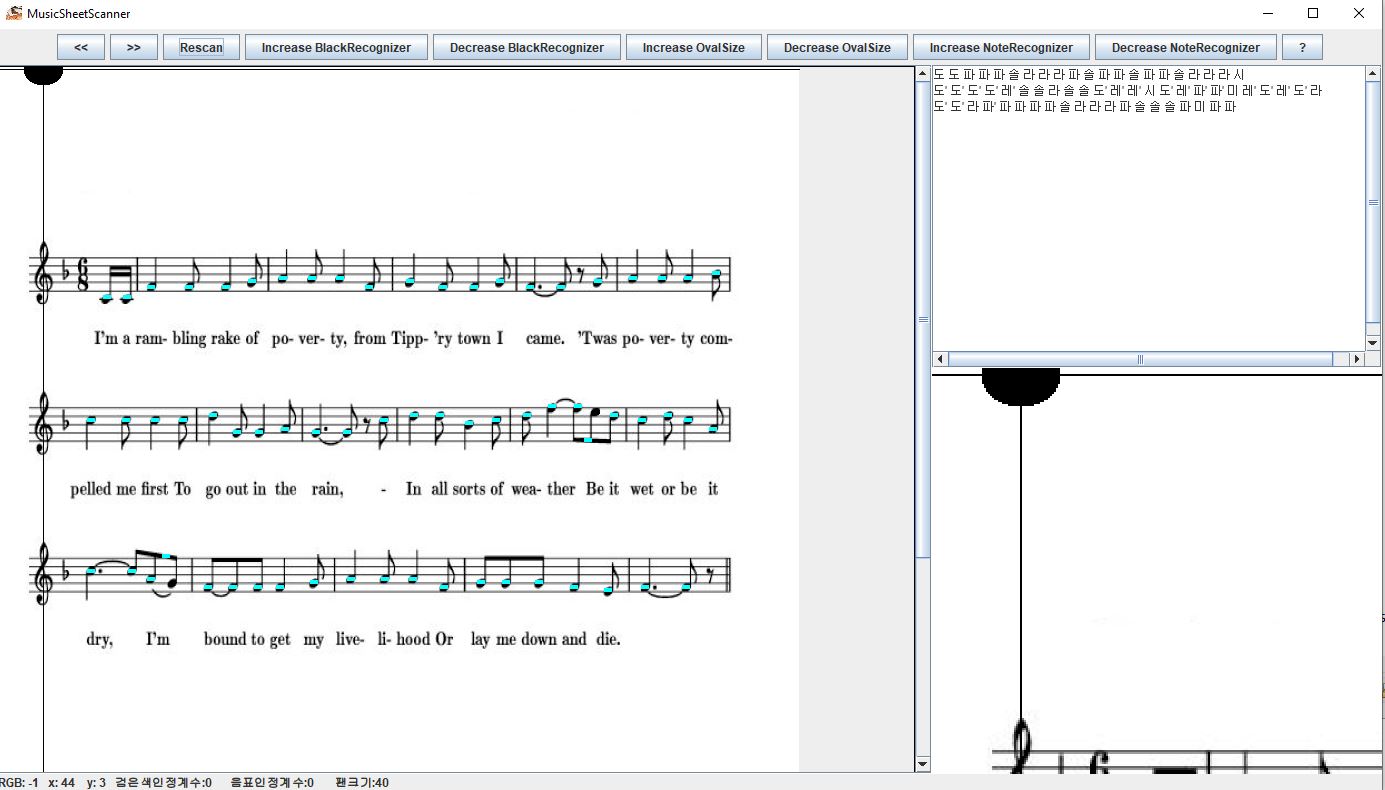 MusicSheetScanner
<< >> Rescan Increase BlackRecognizer Decrease BlackRecognizer Increase OvalSize Decrease OvalSize Increase NoteRecognizer Decrease NoteRecognizer ?
도 도 파 파 파 솔 라 라 라 파 솔 파 파 솔 파 파 솔 라 라 라 시
도' 도' 도' 도' 레' 솔 솔 라 솔 솔 도' 레' 레' 시 도' 레' 파' 파' 미 레' 도' 레' 도' 라
도' 도' 라 파' 파 파 파 파 솔 라 라 라 파 솔 솔 솔 파 미 파 파
6
8
I'm a ram- bling rake of po- ver- ty, from Tipp- 'ry town I came. 'Twas po- ver- ty com-
pelled me first To go out in the rain, - In all sorts of wea- ther Be it wet or be it
dry, I'm bound to get my live- li- hood Or lay me down and die.
RGB: -1 x: 44 y: 3 검은색인정계수:0 음표인정계수:0 팬크기:40